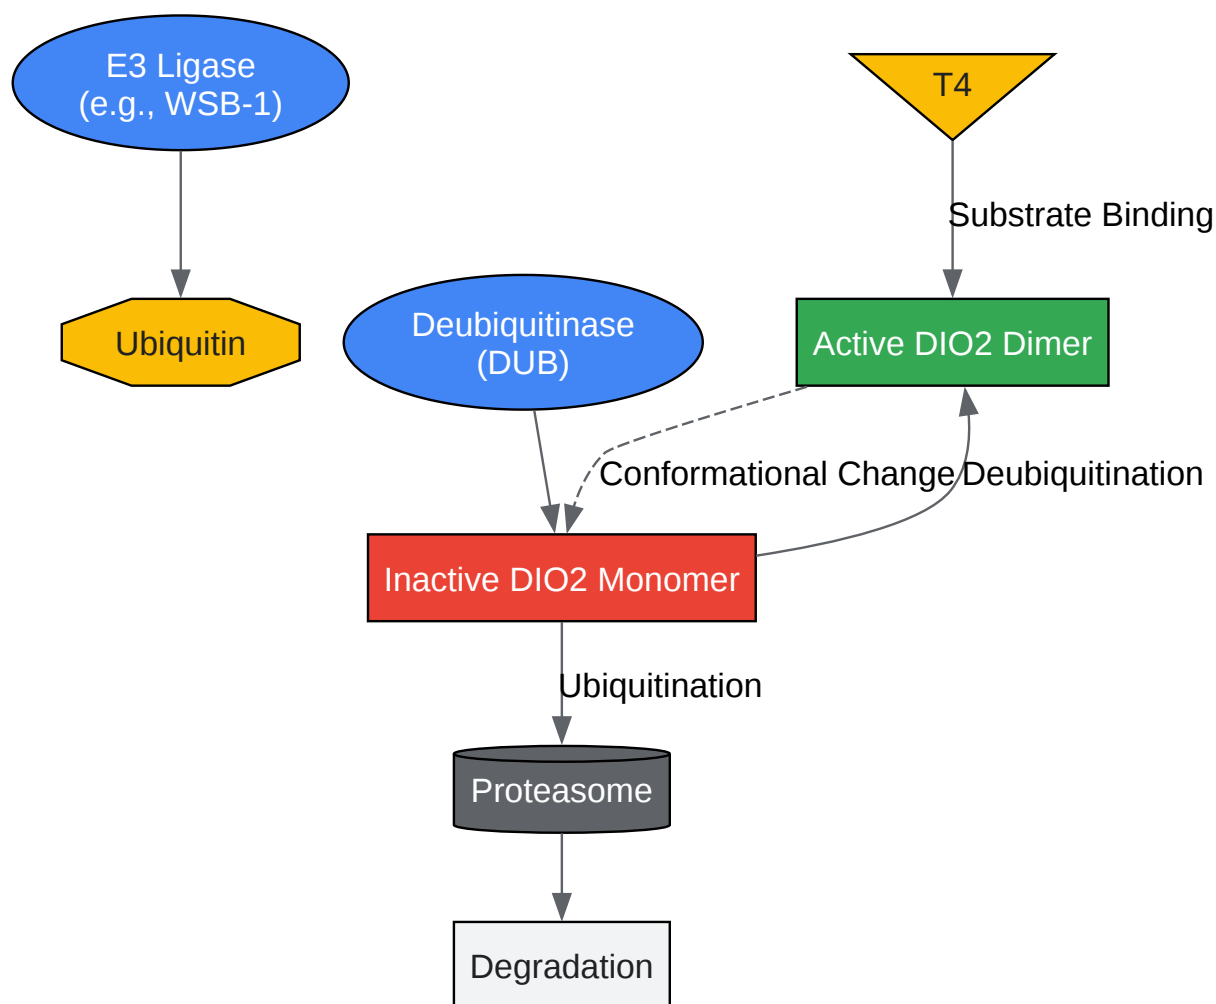 E3 Ligase
(e.g., WSB-1)
T4
Substrate Binding
Ubiquitin
Deubiquitinase
(DUB)
Active DIO2 Dimer
Conformational Change
Deubiquitination
Inactive DIO2 Monomer
Ubiquitination
Proteasome
Degradation